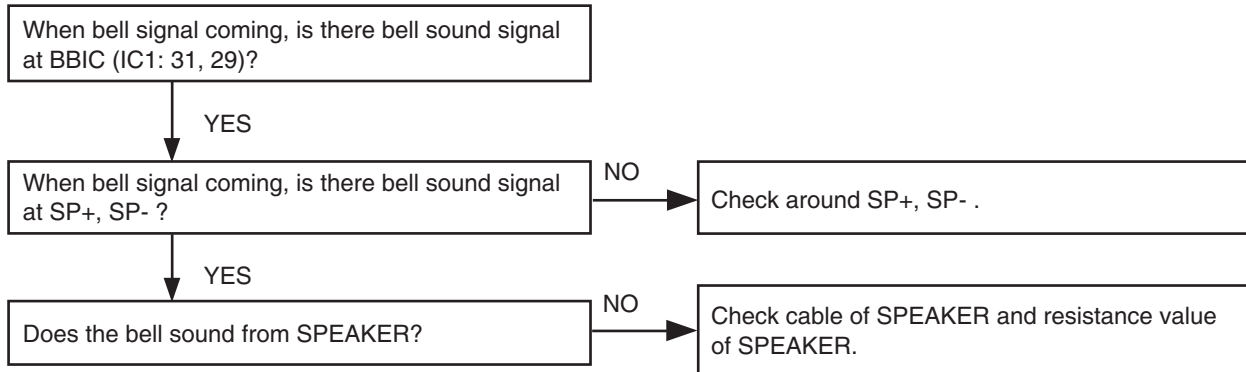 When bell signal coming, is there bell sound signal
at BBIC (IC1: 31, 29)?
YES
When bell signal coming, is there bell sound signal
at SP+, SP- ?
NO
Check around SP+, SP- .
YES
Does the bell sound from SPEAKER?
NO
Check cable of SPEAKER and resistance value
of SPEAKER.